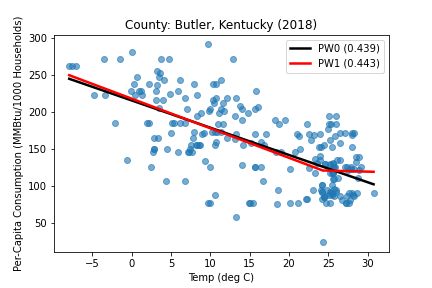 County: Butler, Kentucky (2018)
Per-Capita Consumption (MMBtu/1000 Households)
300
250
200
150
100
50
PW0 (0.439)
PW1 (0.443)
−5 0 5 10 15 20 25 30
Temp (deg C)